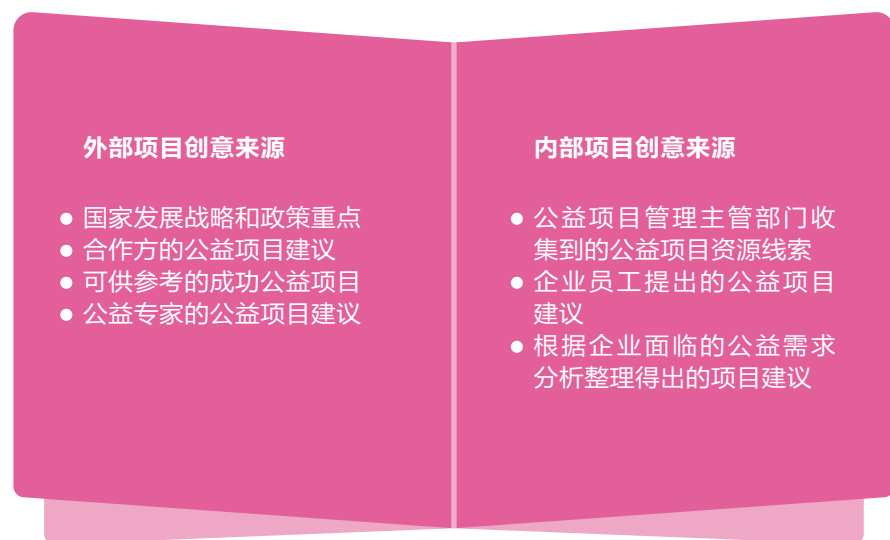 外部项目创意来源
● 国家发展战略和政策重点
● 合作方的公益项目建议
● 可供参考的成功公益项目
● 公益专家的公益项目建议
内部项目创意来源
● 公益项目管理主管部门收
集到的公益项目资源线索
● 企业员工提出的公益项目
建议
● 根据企业面临的公益需求
分析整理得出的项目建议